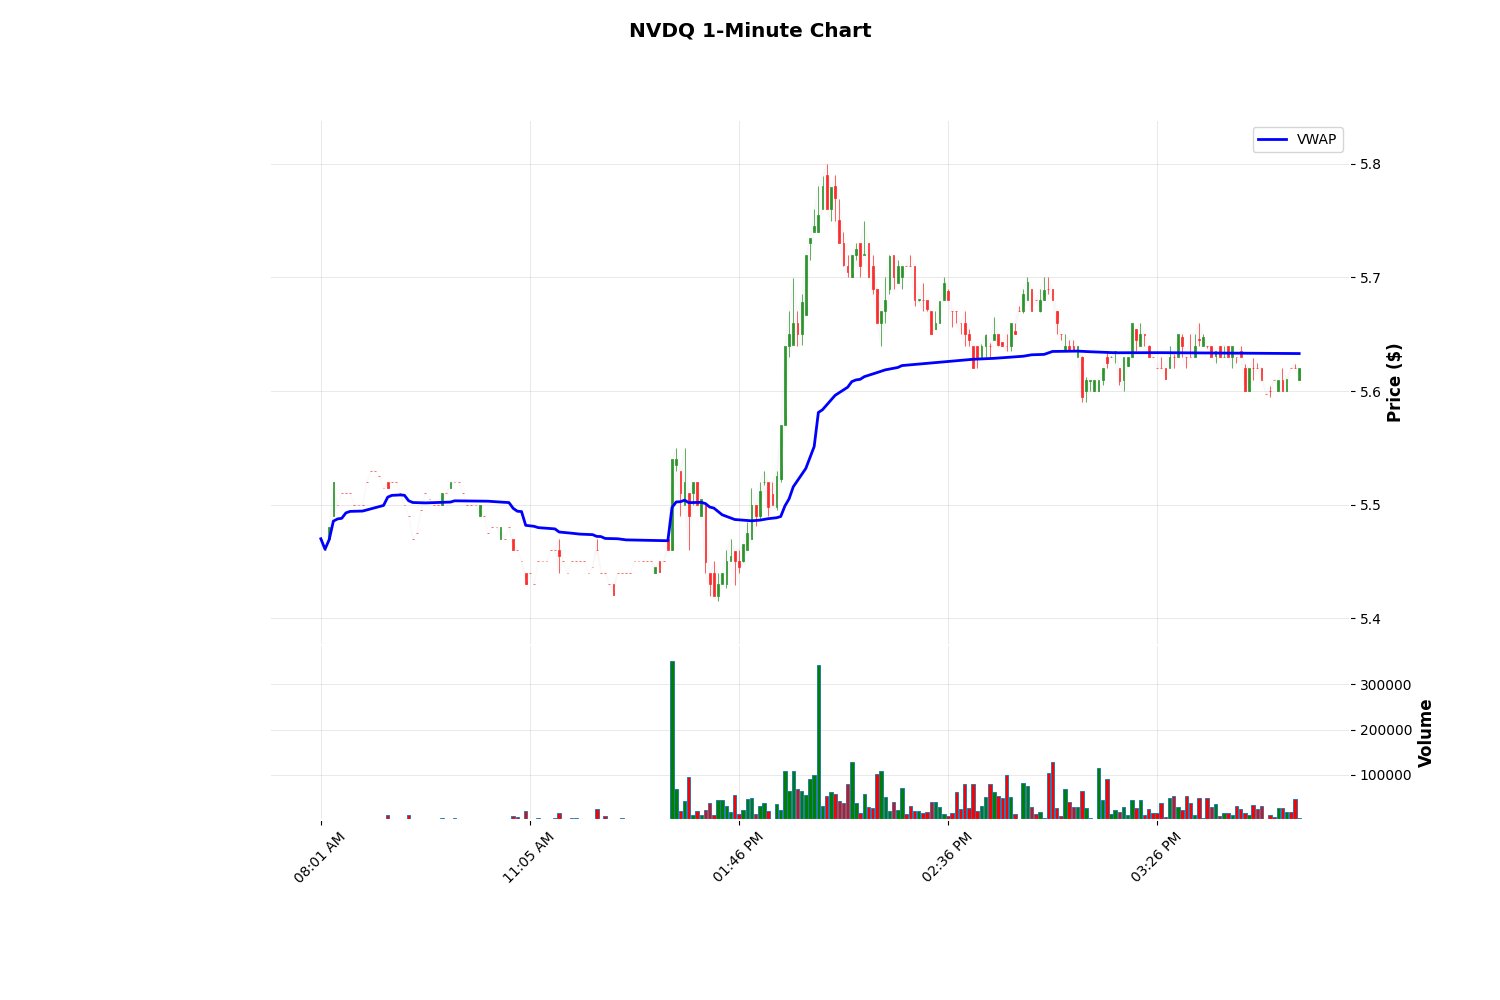 NVDQ 1-Minute Chart
VWAP
5.8
5.7
5.6
5.5
5.4
Price ($)
300000
200000
100000
Volume
08:01 AM
11:05 AM
01:46 PM
02:36 PM
03:26 PM